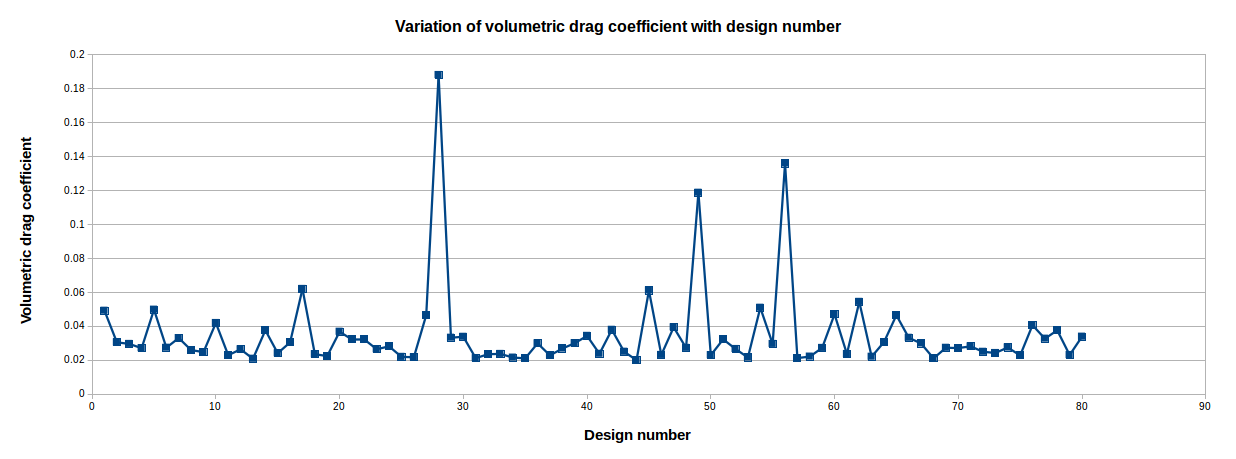 Variation of volumetric drag coefficient with design number
Volumetric drag coefficient
0.2
0.18
0.16
0.14
0.12
0.1
0.08
0.06
0.04
0.02
0
0 10 20 30 40 50 60 70 80 90
Design number